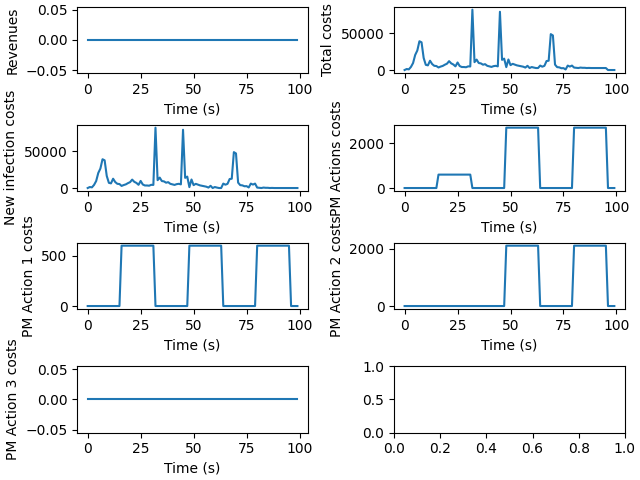 Revenues
0.05
0.00
−0.05
0 25 50 75 100
Time (s)
Total costs
50000
0
0 25 50 75 100
Time (s)
New infection costs
50000
0
0 25 50 75 100
Time (s)
PM Actions costs
2000
0
0 25 50 75 100
Time (s)
PM Action 1 costs
500
0
0 25 50 75 100
Time (s)
PM Action 2 costs
2000
0
0 25 50 75 100
Time (s)
PM Action 3 costs
0.05
0.00
−0.05
0 25 50 75 100
Time (s)
1.0
0.5
0.0
0.0 0.2 0.4 0.6 0.8 1.0